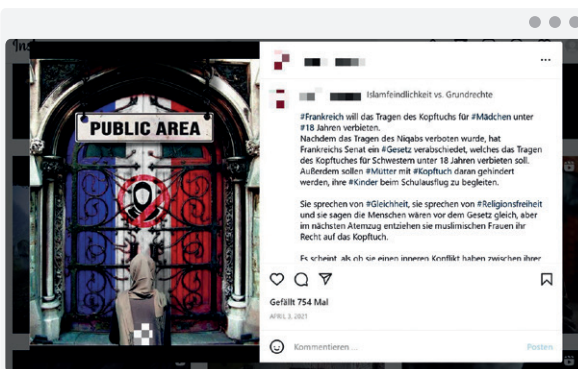 Ins
PUBLIC AREA
Islamfeindlichkeit vs. Grundrechte
#Frankreich will das Tragen des Kopftuchs für #Mädchen unter
#18 Jahren verbieten.
Nachdem das Tragen des Niqabs verboten wurde, hat
Frankreichs Senat ein #Gesetz verabschiedet, welches das Tragen
des Kopftuches für Schwestern unter 18 Jahren verbieten soll.
Außerdem sollen #Mütter mit #Kopftuch daran gehindert
werden, ihre #Kinder beim Schulausflug zu begleiten.
Sie sprechen von #Gleichheit, sie sprechen von #Religionsfreiheit
und sie sagen die Menschen wären vor dem Gesetz gleich, aber
im nächsten Atemzug entziehen sie muslimischen Frauen ihr
Recht auf das Kopftuch.
Es scheint, als ob sie einen inneren Konflikt haben zwischen ihrer
Gefällt 754 Mal
APRIL 3, 2021
Kommentieren ...
Posten